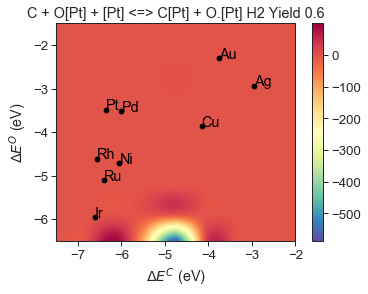 C + O[Pt] + [Pt] <=> C[Pt] + O.[Pt] H2 Yield 0.6
ΔE^O (eV)
−2
−3
−4
−5
−6
Au
Ag
Pt
Pd
Cu
Rh
Ni
Ru
Ir
−7
−6
−5
−4
−3
−2
ΔE^C (eV)
0
−100
−200
−300
−400
−500